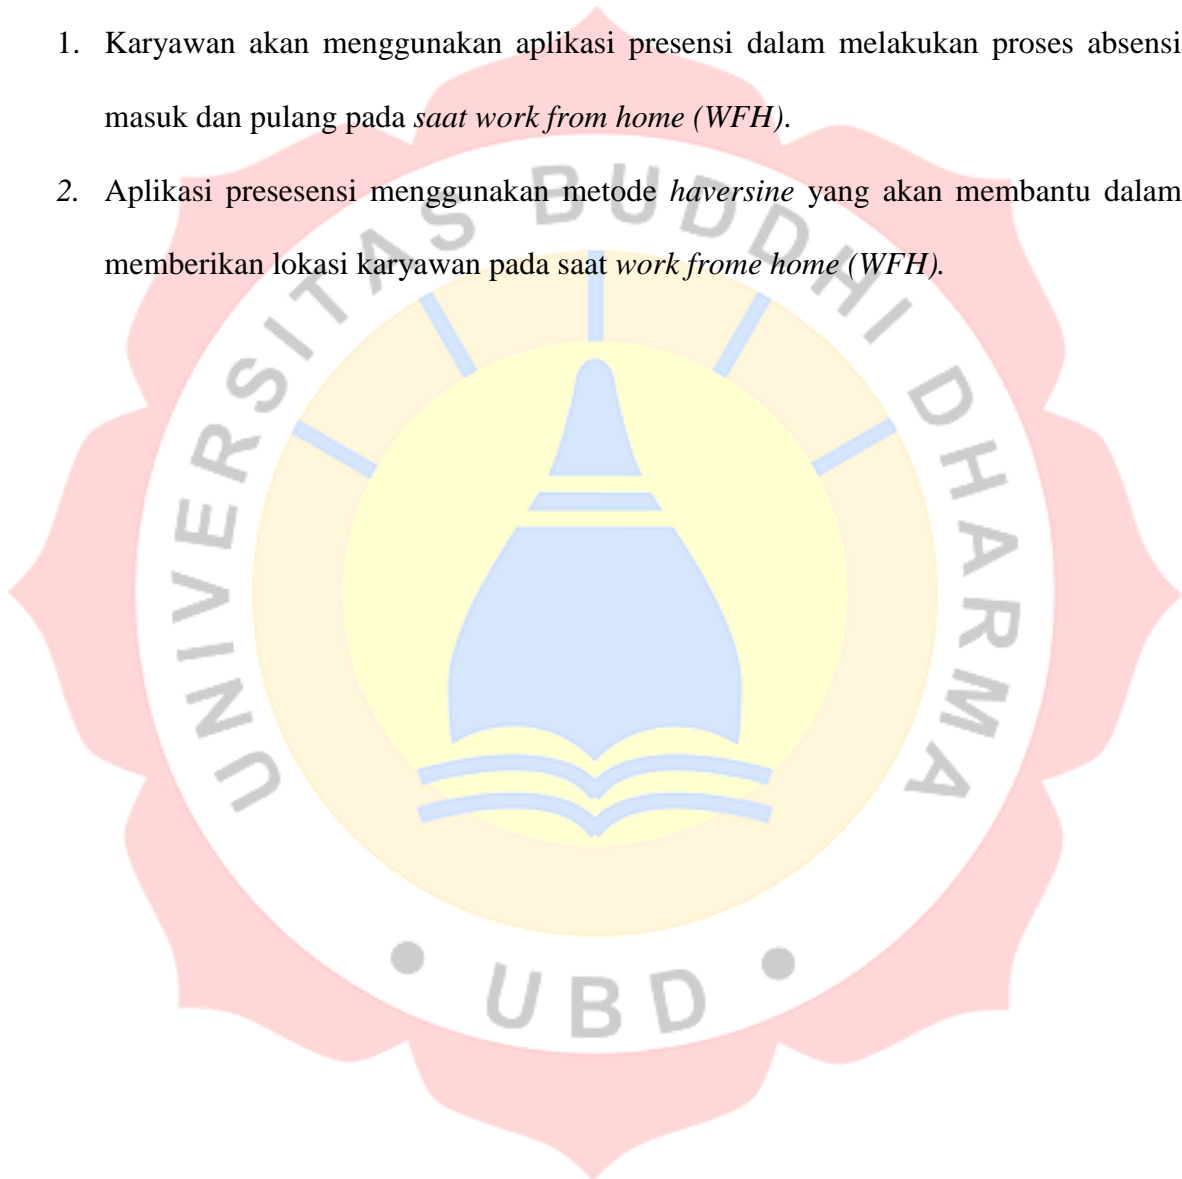 1. Karyawan akan menggunakan aplikasi presensi dalam melakukan proses absensi
masuk dan pulang pada saat work from home (WFH).
2. Aplikasi presesensi menggunakan metode haversine yang akan membantu dalam
memberikan lokasi karyawan pada saat work frome home (WFH).
UNIVERSITAS BUDDHI DHARMA
• UBD •